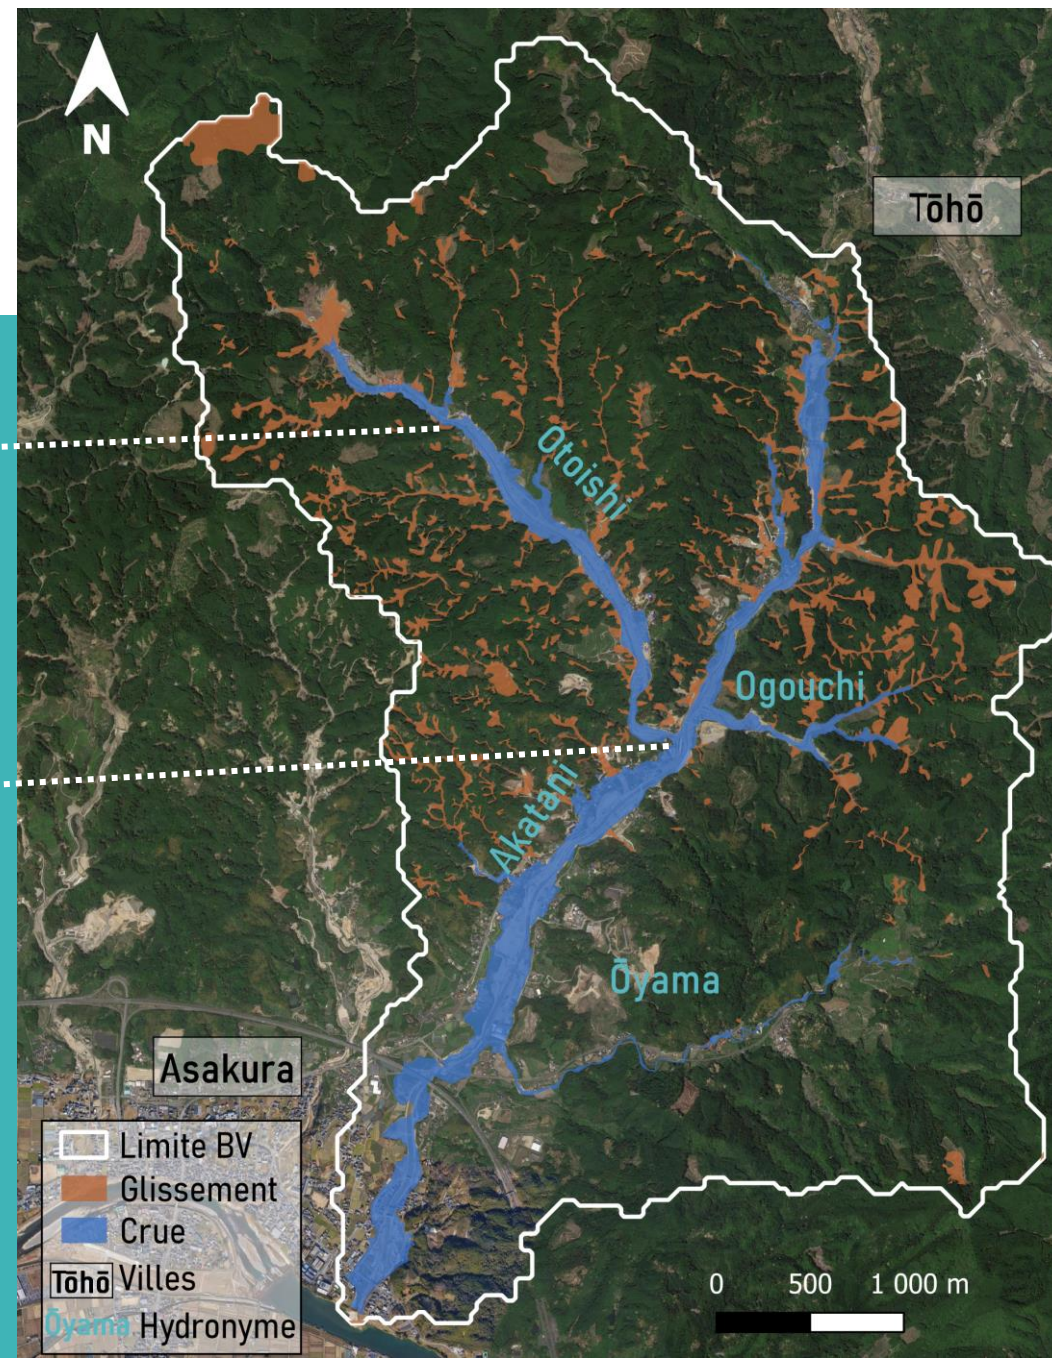 N
Tōhō
Otoishi
Ogouchi
Akatani
Ōyama
Asakura
Limite BV
Glissement
Crue
Tōhō Villes
Ōyama Hydronyme
0 500 1 000 m